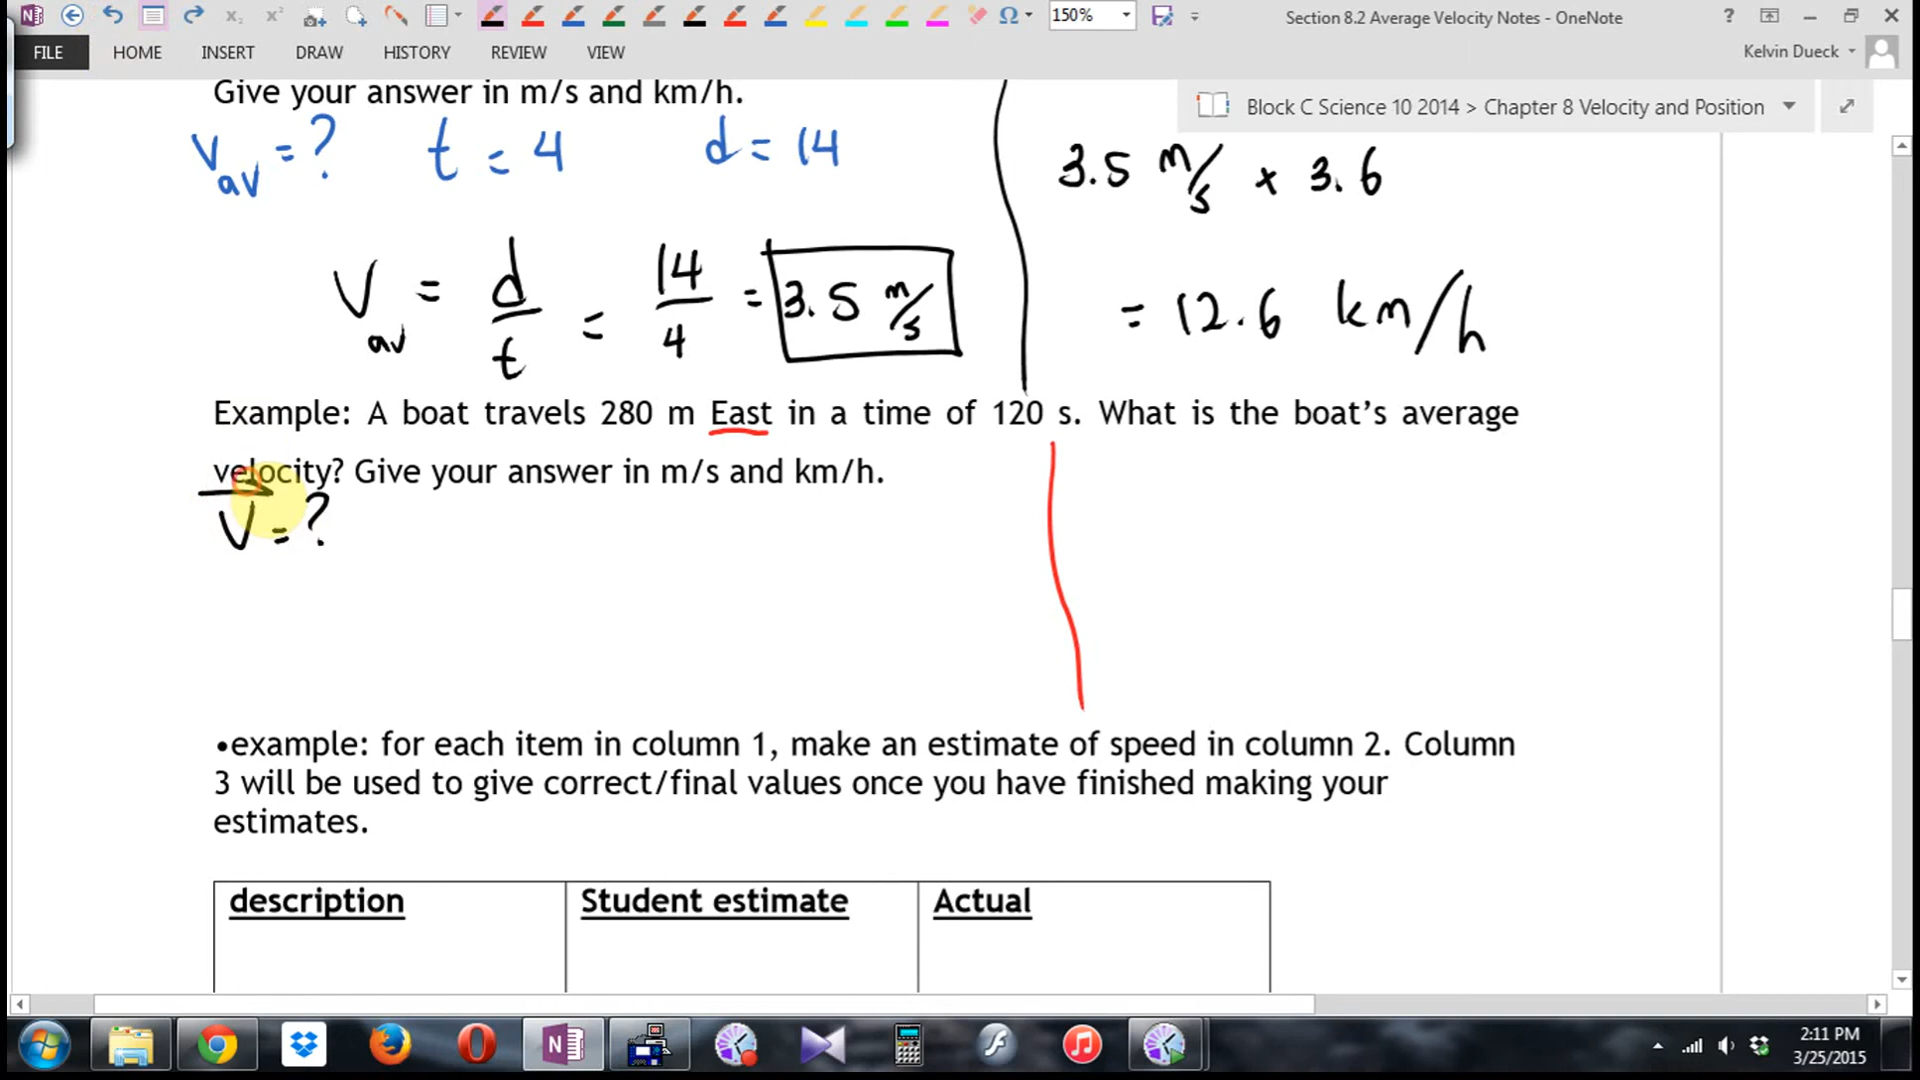 Section 8.2 Average Velocity Notes - OneNote
150%
FILE HOME INSERT DRAW HISTORY REVIEW VIEW
Kelvin Dueck
Block C Science 10 2014 > Chapter 8 Velocity and Position
Give your answer in m/s and km/h.
v av = ? t = 4 d = 14
3.5 m/s x 3.6
v av = d/t = 14/4 = 3.5 m/s
= 12.6 km/h
Example: A boat travels 280 m East in a time of 120 s. What is the boat's average
velocity? Give your answer in m/s and km/h.
v = ?
•example: for each item in column 1, make an estimate of speed in column 2. Column
3 will be used to give correct/final values once you have finished making your
estimates.
description Student estimate Actual
2:11 PM
3/25/2015